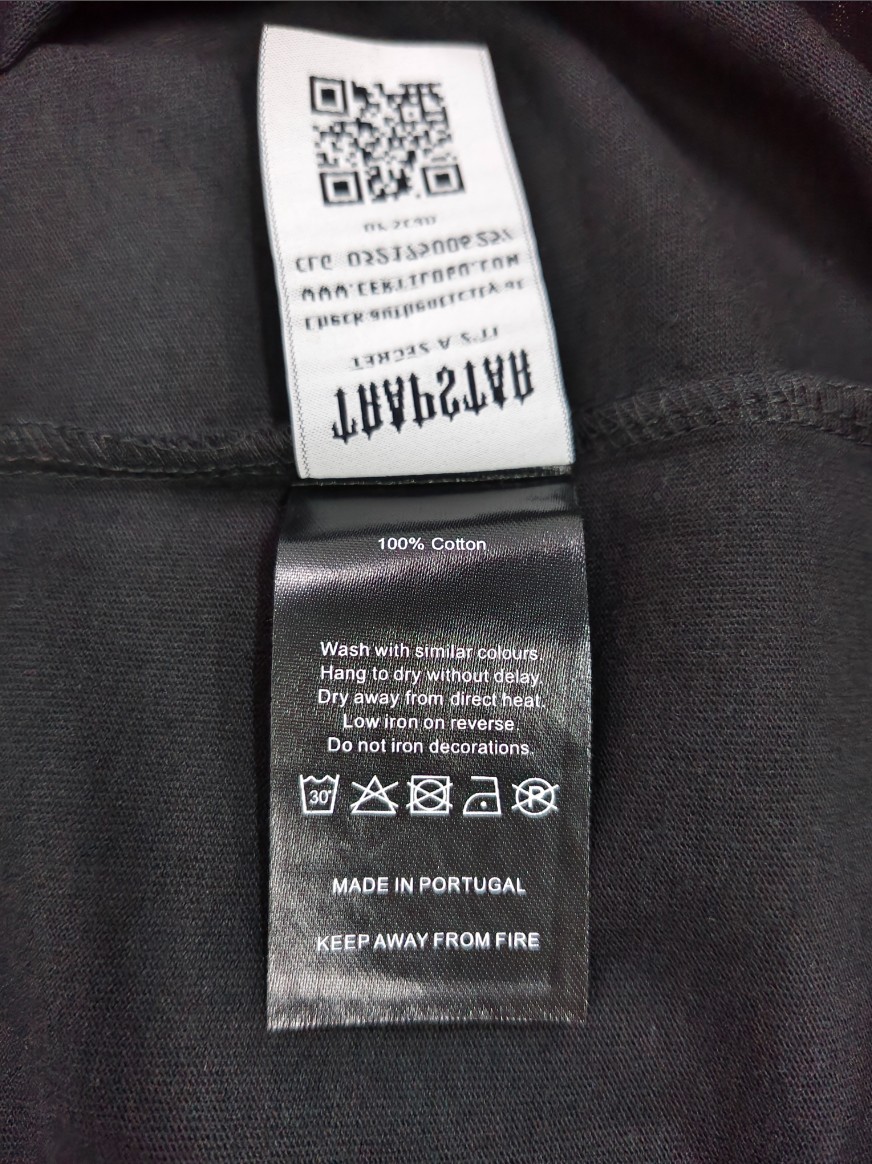 TRAPSTAR
IT'S A SECRET
Check authenticity at
WWW.CERTILOGO.COM
CLG
100% Cotton
Wash with similar colours.
Hang to dry without delay.
Dry away from direct heat.
Low iron on reverse.
Do not iron decorations.
30°
P
MADE IN PORTUGAL
KEEP AWAY FROM FIRE